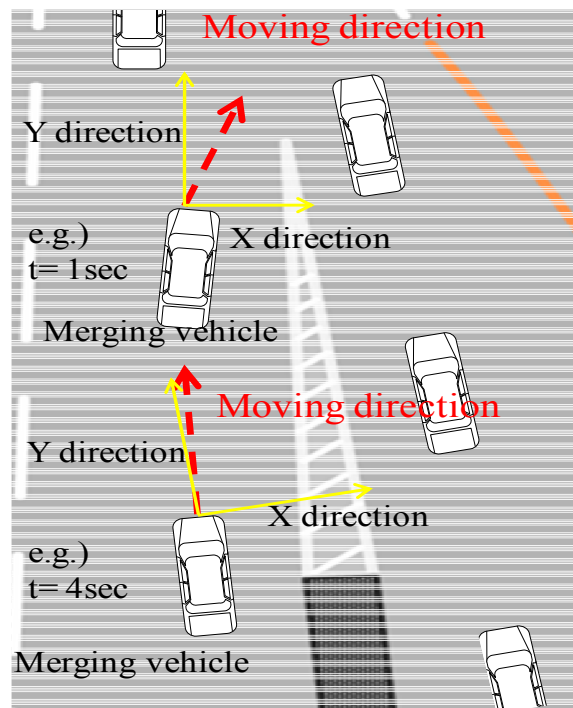 Moving direction
Y direction
X direction
e.g.)
t= 1sec
Merging vehicle
Moving direction
Y direction
X direction
e.g.)
t= 4sec
Merging vehicle